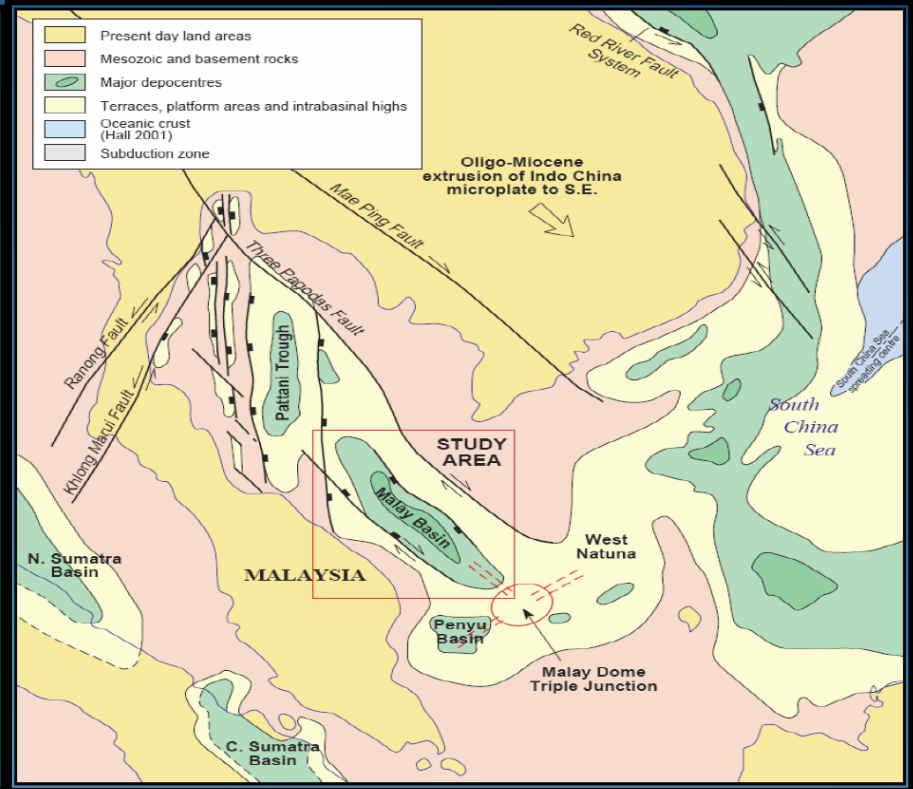 Present day land areas
Mesozoic and basement rocks
Major depocentres
Terraces, platform areas and intrabasinal highs
Oceanic crust
(Hall 2001)
Subduction zone
Red River Fault
System
Oligo-Miocene
extrusion of Indo China
microplate to S.E.
Mae Ping Fault
Three Pagodas Fault
Ranong Fault
Khlong Marui Fault
Pattani Trough
South China Sea
spreading centre
South
China
Sea
STUDY
AREA
Malay Basin
West
Natuna
N. Sumatra
Basin
MALAYSIA
Penyu
Basin
Malay Dome
Triple Junction
C. Sumatra
Basin